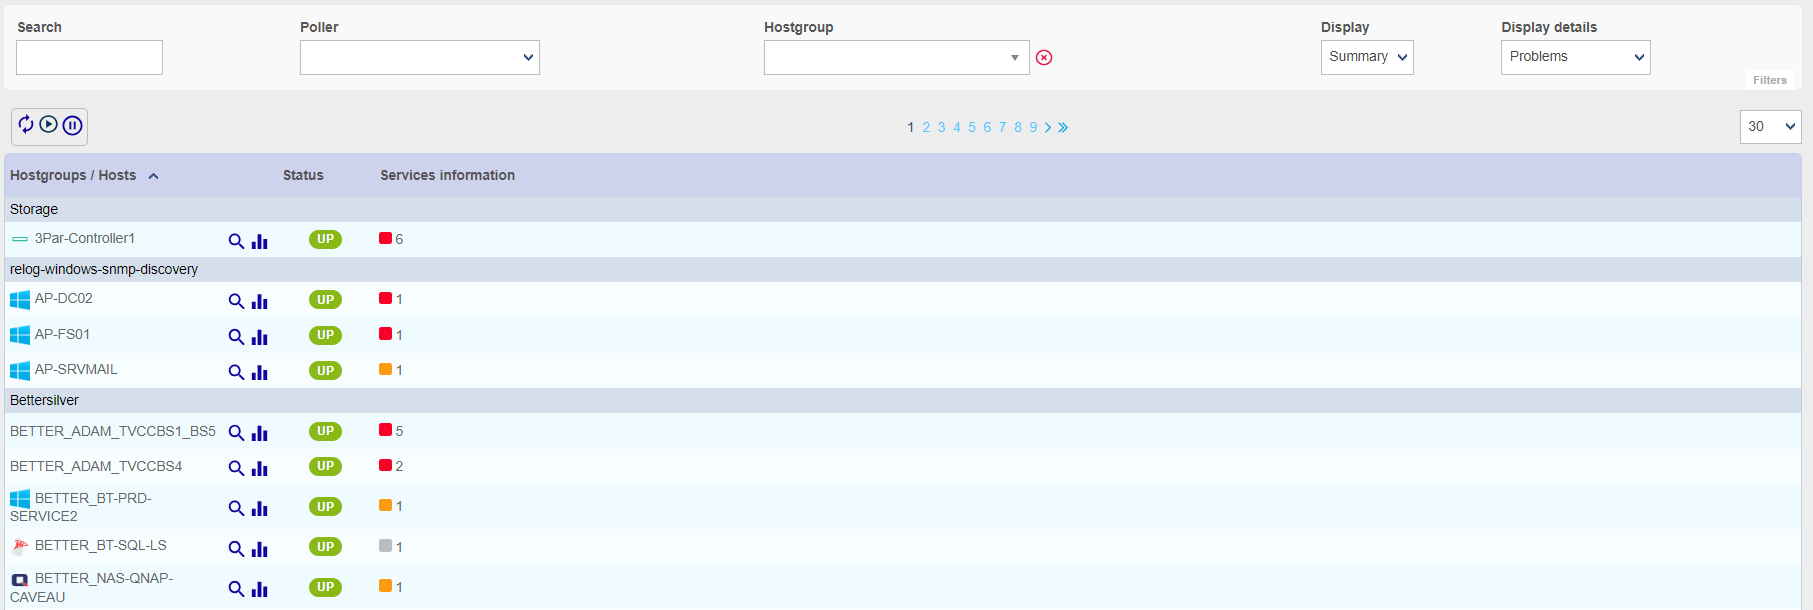 Search Poller Hostgroup Display Display details
Summary Problems
Filters
1 2 3 4 5 6 7 8 9 30
Hostgroups / Hosts Status Services information
Storage
3Par-Controller1 UP 6
relog-windows-snmp-discovery
AP-DC02 UP 1
AP-FS01 UP 1
AP-SRVMAIL UP 1
Bettersilver
BETTER_ADAM_TVCCBS1_BS5 UP 5
BETTER_ADAM_TVCCBS4 UP 2
BETTER_BT-PRD-
SERVICE2 UP 1
BETTER_BT-SQL-LS UP 1
BETTER_NAS-QNAP-
CAVEAU UP 1